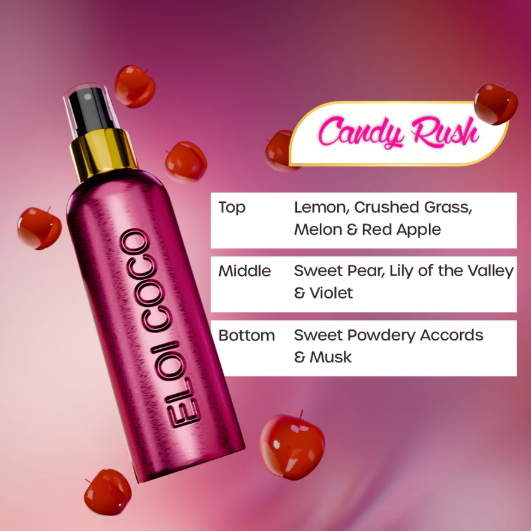 Candy Rush
Top Lemon, Crushed Grass,
Melon & Red Apple
Middle Sweet Pear, Lily of the Valley
& Violet
Bottom Sweet Powdery Accords
& Musk
ELOI COCO